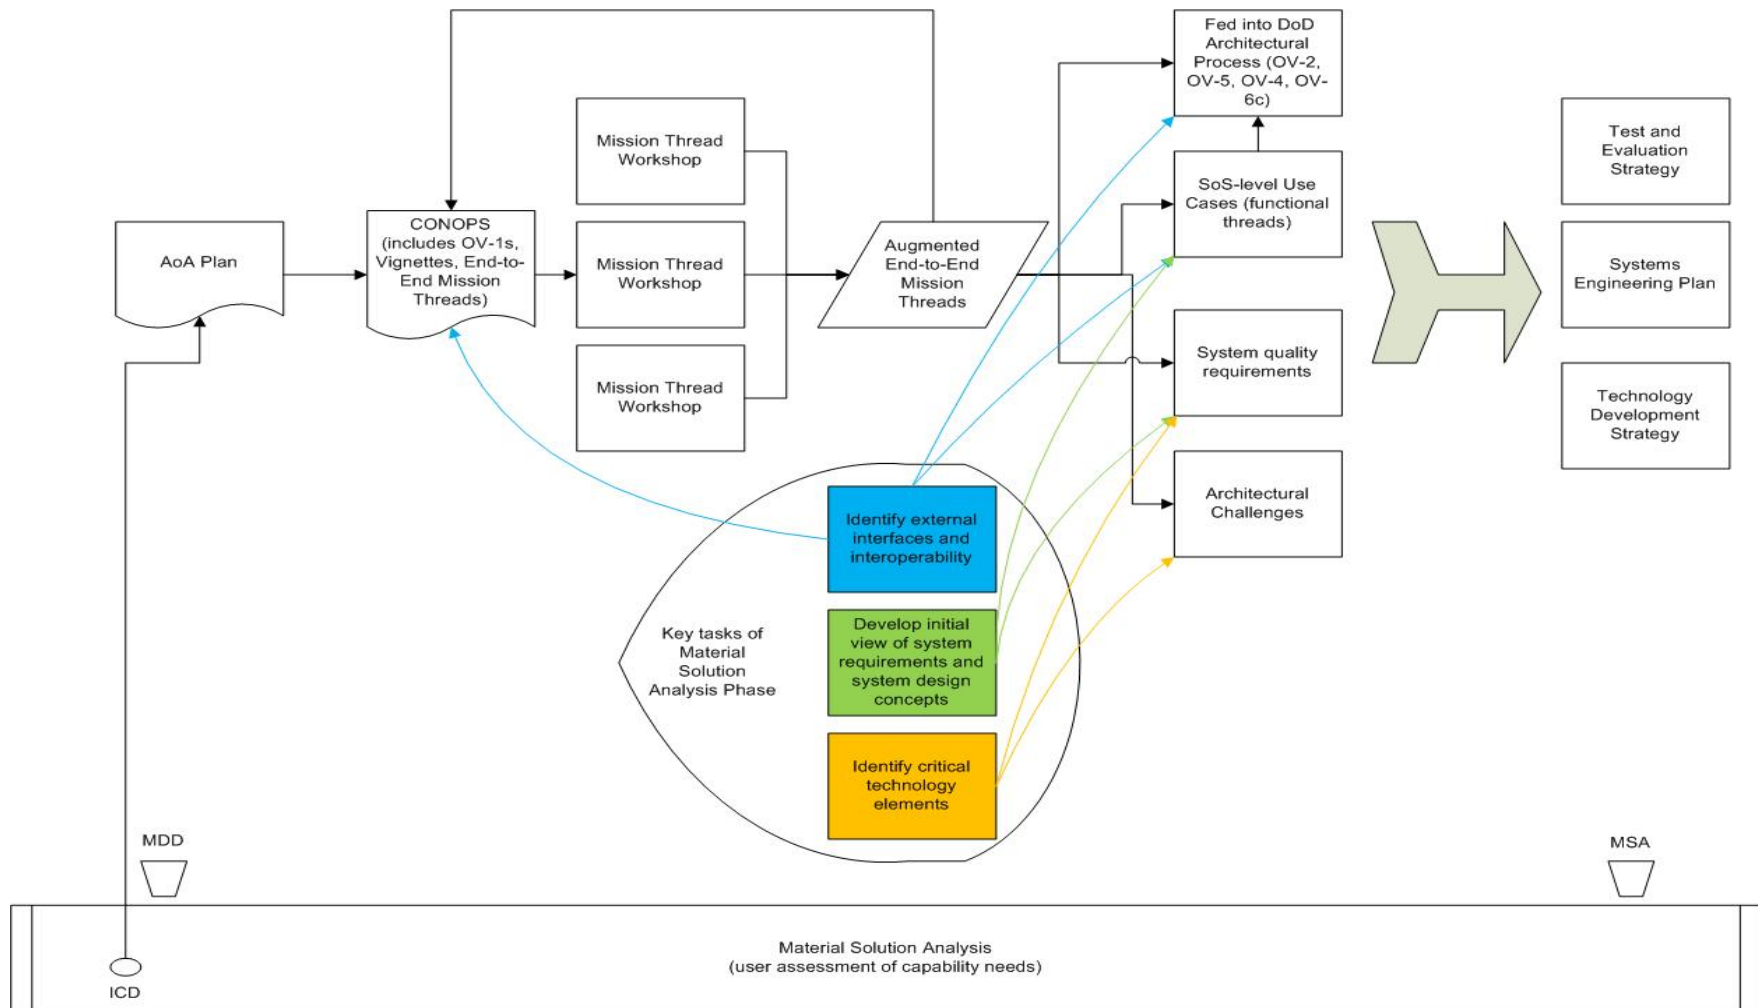 AoA Plan
CONOPS
(includes OV-1s,
Vignettes, End-to-
End Mission
Threads)
Mission Thread
Workshop
Mission Thread
Workshop
Mission Thread
Workshop
Augmented
End-to-End
Mission
Threads
Fed into DoD
Architectural
Process (OV-2,
OV-5, OV-4, OV-
6c)
SoS-level Use
Cases (functional
threads)
System quality
requirements
Architectural
Challenges
Test and
Evaluation
Strategy
Systems
Engineering Plan
Technology
Development
Strategy
Key tasks of
Material
Solution
Analysis Phase
Identify external
interfaces and
interoperability
Develop initial
view of system
requirements and
system design
concepts
Identify critical
technology
elements
MDD
MSA
Material Solution Analysis
(user assessment of capability needs)
ICD